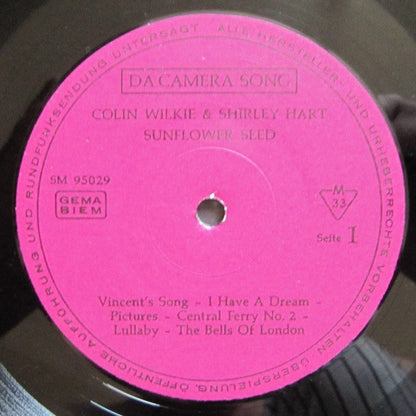 ALLE HERSTELLER- UND URHEBERRECHTE VORBEHALTEN · ÜBERSPIELUNG, ÖFFENTLICHE AUFFÜHRUNG UND RUNDFUNKSENDUNG UNTERSAGT ·
DA CAMERA SONG
COLIN WILKIE & SHIRLEY HART
SUNFLOWER SEED
SM 95029
GEMA
BIEM
M
33
Seite 1
Vincent's Song – I Have A Dream –
Pictures – Central Ferry No. 2 –
Lullaby – The Bells Of London